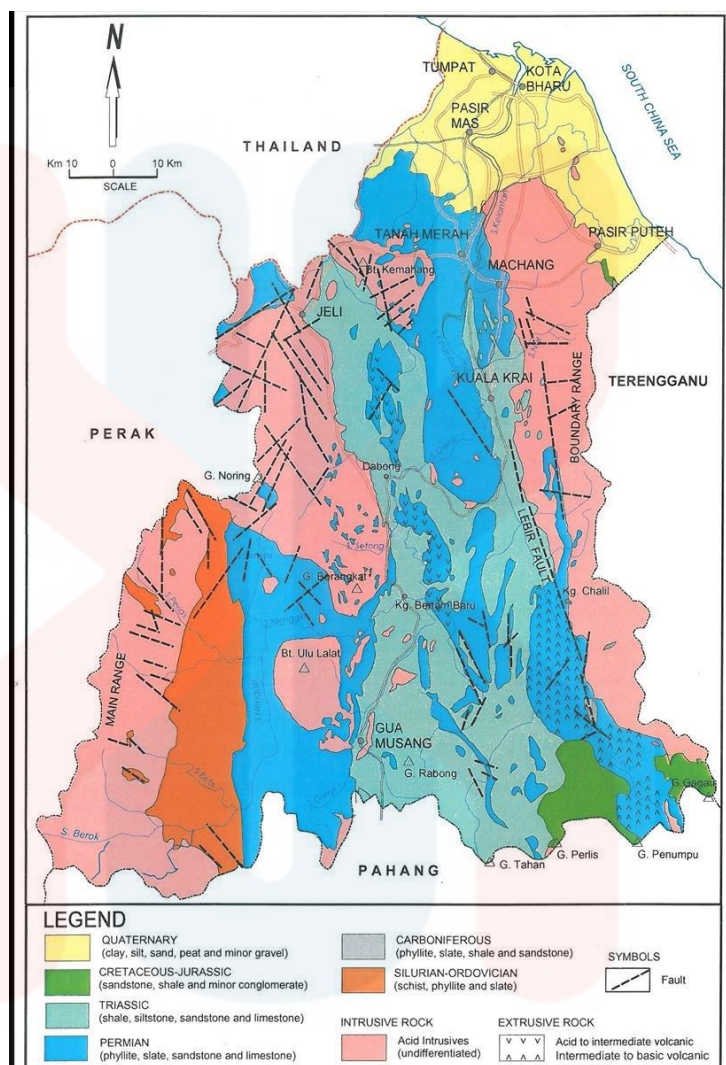 N
Km 10 0 10 Km
SCALE
THAILAND
TUMPAT
KOTA
BHARU
PASIR
MAS
SOUTH CHINA SEA
S.Kelantan
TANAH MERAH
PASIR PUTEH
Bt. Kemahang
MACHANG
JELI
KUALA KRAI
BOUNDARY RANGE
TERENGGANU
PERAK
G. Noring
Dabong
LEBIR FAULT
S. Setong
G. Berangkat
Kg. Berram Baru
Kg. Chalil
Bt. Ulu Lalat
MAIN RANGE
GUA
MUSANG
G. Rabong
G. Gagau
S. Berok
PAHANG
G. Tahan
G. Perlis
G. Penumpu
LEGEND
QUATERNARY
(clay, silt, sand, peat and minor gravel)
CRETACEOUS-JURASSIC
(sandstone, shale and minor conglomerate)
TRIASSIC
(shale, siltstone, sandstone and limestone)
PERMIAN
(phyllite, slate, sandstone and limestone)
CARBONIFEROUS
(phyllite, slate, shale and sandstone)
SILURIAN-ORDOVICIAN
(schist, phyllite and slate)
SYMBOLS
Fault
INTRUSIVE ROCK
Acid Intrusives
(undifferentiated)
EXTRUSIVE ROCK
Acid to intermediate volcanic
Intermediate to basic volcanic